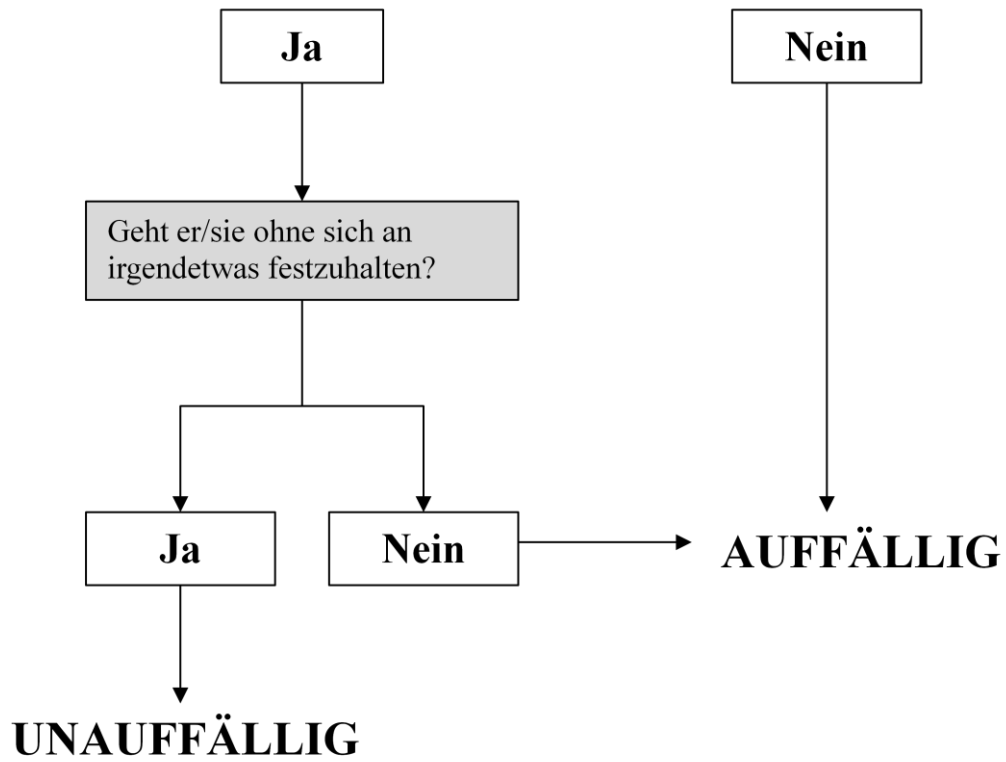 Ja
Nein
Geht er/sie ohne sich an
irgendetwas festzuhalten?
Ja
Nein
AUFFÄLLIG
UNAUFFÄLLIG